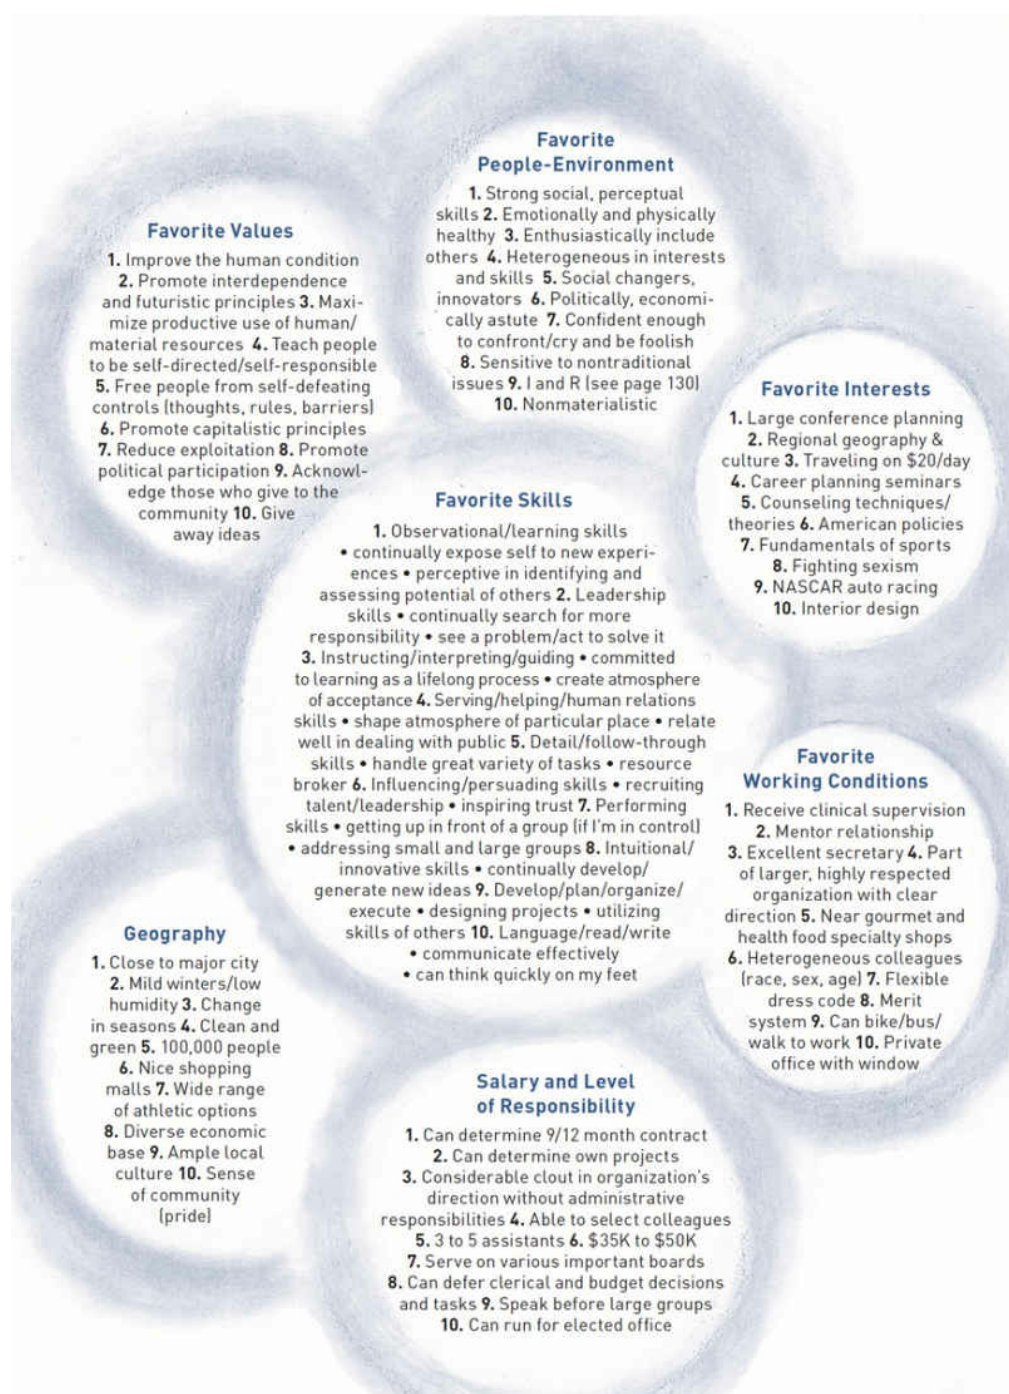 Favorite
People-Environment
1. Strong social, perceptual
skills 2. Emotionally and physically
healthy 3. Enthusiastically include
others 4. Heterogeneous in interests
and skills 5. Social changers,
innovators 6. Politically, economi-
cally astute 7. Confident enough
to confront/cry and be foolish
8. Sensitive to nontraditional
issues 9. I and R (see page 130)
10. Nonmaterialistic
Favorite Values
1. Improve the human condition
2. Promote interdependence
and futuristic principles 3. Maxi-
mize productive use of human/
material resources 4. Teach people
to be self-directed/self-responsible
5. Free people from self-defeating
controls (thoughts, rules, barriers)
6. Promote capitalistic principles
7. Reduce exploitation 8. Promote
political participation 9. Acknowl-
edge those who give to the
community 10. Give
away ideas
Favorite Interests
1. Large conference planning
2. Regional geography &
culture 3. Traveling on $20/day
4. Career planning seminars
5. Counseling techniques/
theories 6. American policies
7. Fundamentals of sports
8. Fighting sexism
9. NASCAR auto racing
10. Interior design
Favorite Skills
1. Observational/learning skills
• continually expose self to new experi-
ences • perceptive in identifying and
assessing potential of others 2. Leadership
skills • continually search for more
responsibility • see a problem/act to solve it
3. Instructing/interpreting/guiding • committed
to learning as a lifelong process • create atmosphere
of acceptance 4. Serving/helping/human relations
skills • shape atmosphere of particular place • relate
well in dealing with public 5. Detail/follow-through
skills • handle great variety of tasks • resource
broker 6. Influencing/persuading skills • recruiting
talent/leadership • inspiring trust 7. Performing
skills • getting up in front of a group (if I'm in control)
• addressing small and large groups 8. Intuitional/
innovative skills • continually develop/
generate new ideas 9. Develop/plan/organize/
execute • designing projects • utilizing
skills of others 10. Language/read/write
• communicate effectively
• can think quickly on my feet
Favorite
Working Conditions
1. Receive clinical supervision
2. Mentor relationship
3. Excellent secretary 4. Part
of larger, highly respected
organization with clear
direction 5. Near gourmet and
health food specialty shops
6. Heterogeneous colleagues
(race, sex, age) 7. Flexible
dress code 8. Merit
system 9. Can bike/bus/
walk to work 10. Private
office with window
Geography
1. Close to major city
2. Mild winters/low
humidity 3. Change
in seasons 4. Clean and
green 5. 100,000 people
6. Nice shopping
malls 7. Wide range
of athletic options
8. Diverse economic
base 9. Ample local
culture 10. Sense
of community
(pride)
Salary and Level
of Responsibility
1. Can determine 9/12 month contract
2. Can determine own projects
3. Considerable clout in organization's
direction without administrative
responsibilities 4. Able to select colleagues
5. 3 to 5 assistants 6. $35K to $50K
7. Serve on various important boards
8. Can defer clerical and budget decisions
and tasks 9. Speak before large groups
10. Can run for elected office